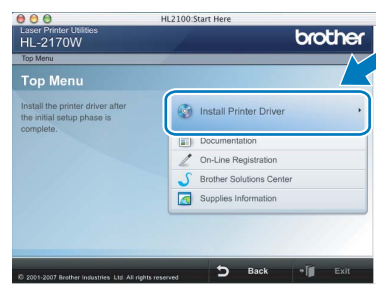 HL2100:Start Here
Laser Printer Utilities
HL-2170W
brother
Top Menu
Top Menu
Install the printer driver after
the initial setup phase is
complete.
Install Printer Driver
Documentation
On-Line Registration
Brother Solutions Center
Supplies Information
© 2001-2007 Brother Industries Ltd. All rights reserved
Back
Exit